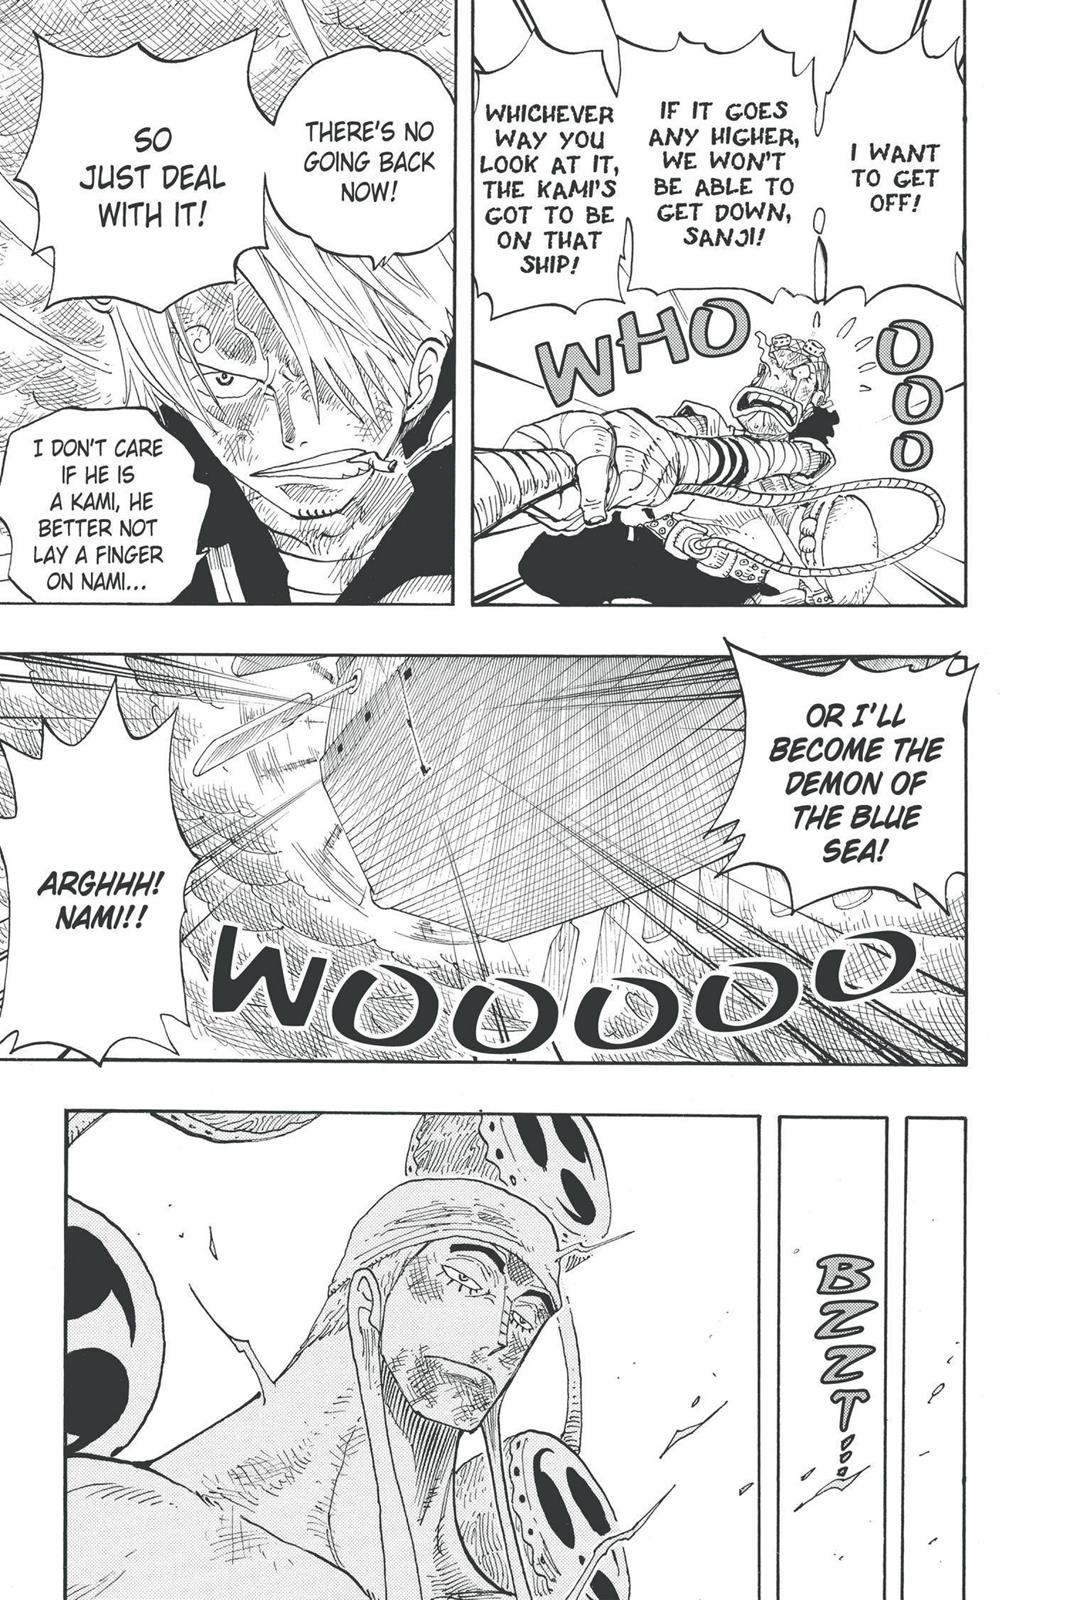 I WANT
TO GET
OFF!
IF IT GOES
ANY HIGHER,
WE WON'T
BE ABLE TO
GET DOWN,
SANJI!
WHICHEVER
WAY YOU
LOOK AT IT,
THE KAMI'S
GOT TO BE
ON THAT
SHIP!
WHO
OOO
THERE'S NO
GOING BACK
NOW!
SO
JUST DEAL
WITH IT!
I DON'T CARE
IF HE IS
A KAMI, HE
BETTER NOT
LAY A FINGER
ON NAMI...
OR I'LL
BECOME THE
DEMON OF
THE BLUE
SEA!
ARGHHH!
NAMI!!
WOOOOO
BZZT...